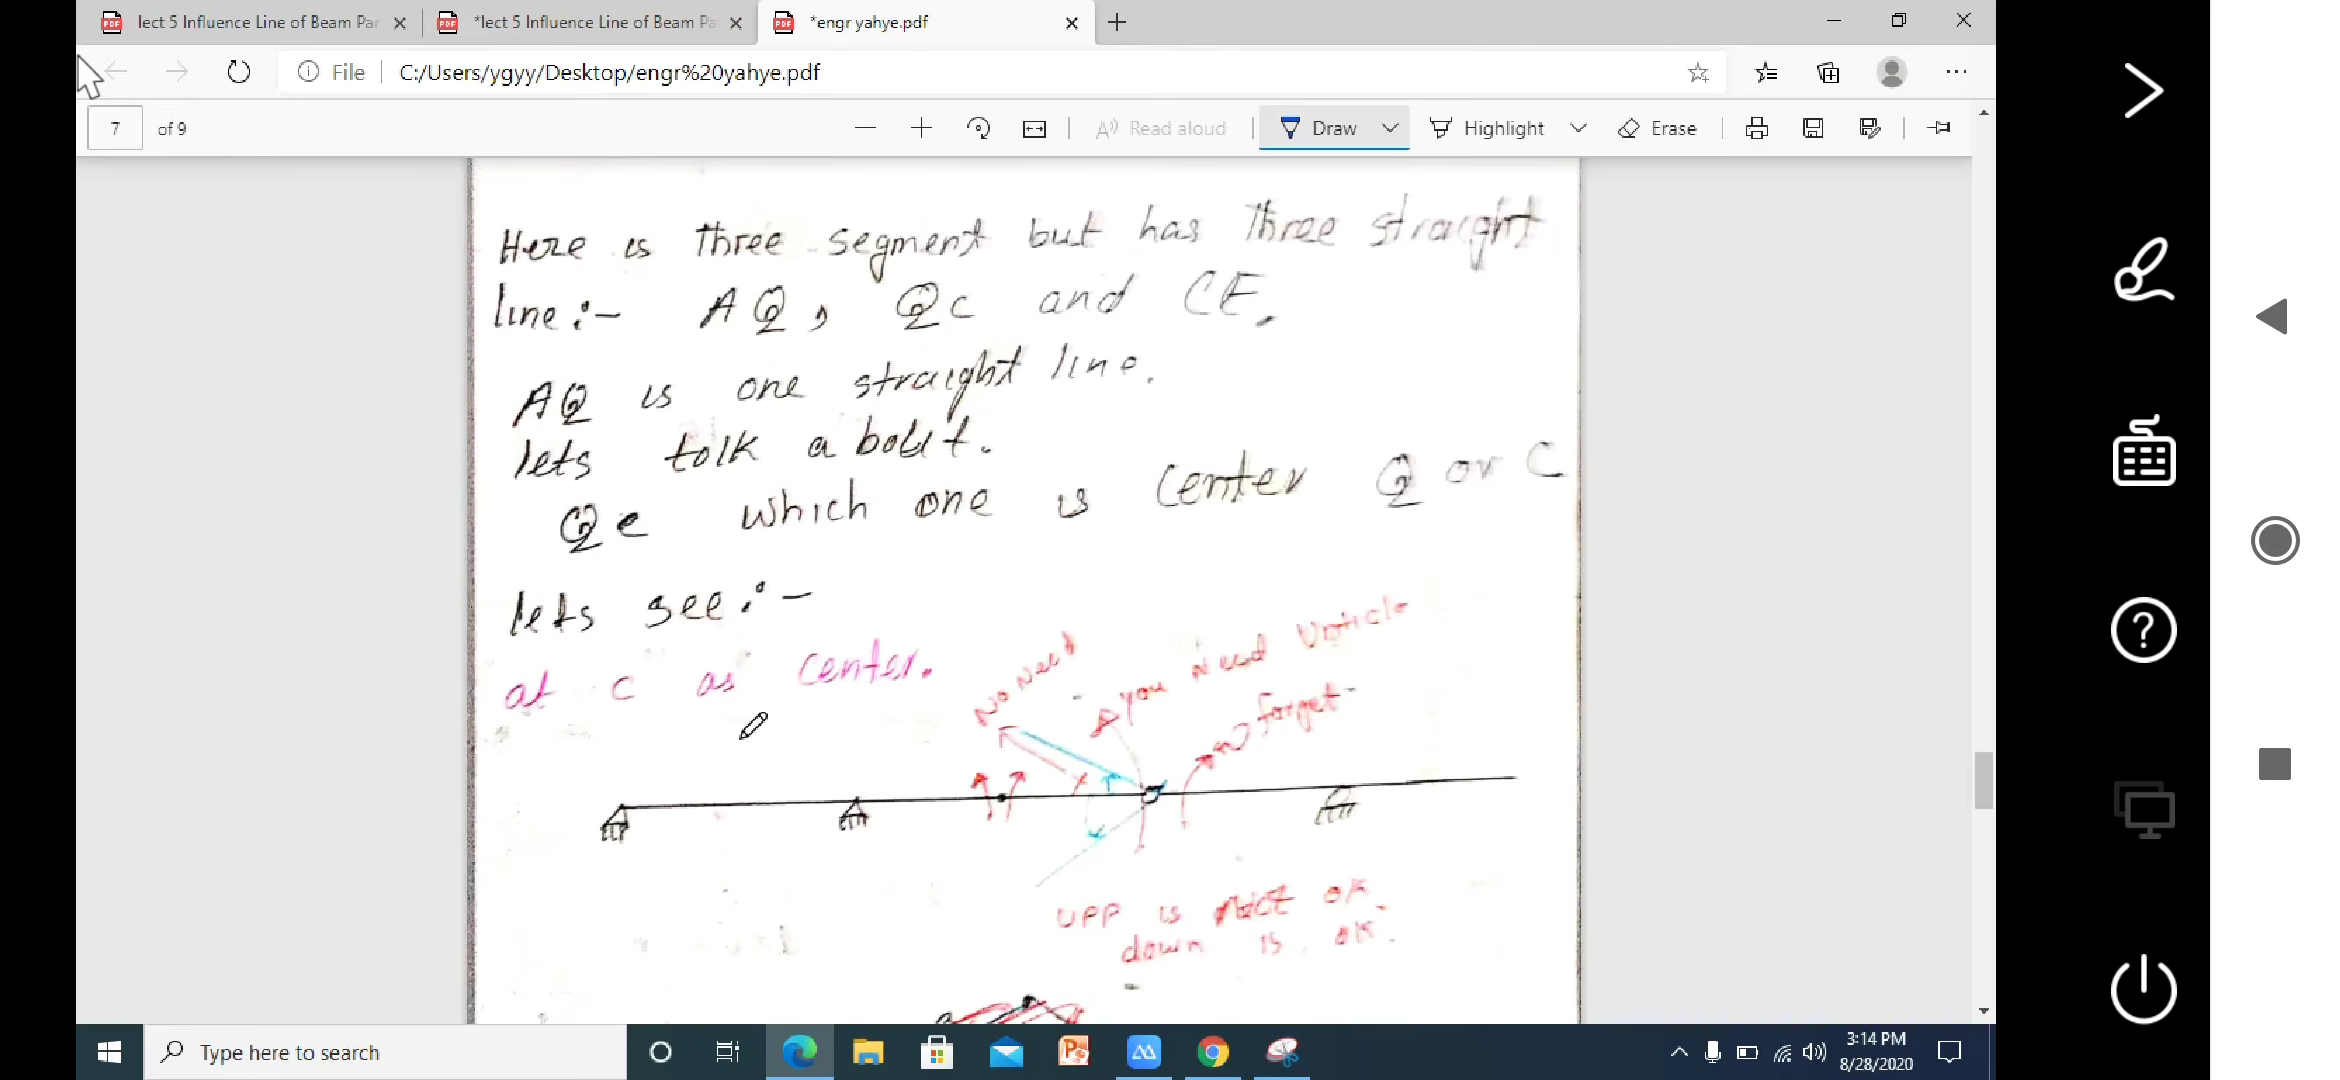 lect 5 Influence Line of Beam Par
*lect 5 Influence Line of Beam Pa
*engr yahye.pdf
File
C:/Users/ygyy/Desktop/engr%20yahye.pdf
7 of 9
Read aloud
Draw
Highlight
Erase
Here is three segment but has three straight
line:- AQ, QC and CE.
AQ is one straight line.
lets tolk a bout.
Qc which one is center Q or C
lets see:-
at C as center.
No Need
you Need Verticle
forget
UPP is not ok.
down is ok.
Type here to search
3:14 PM
8/28/2020